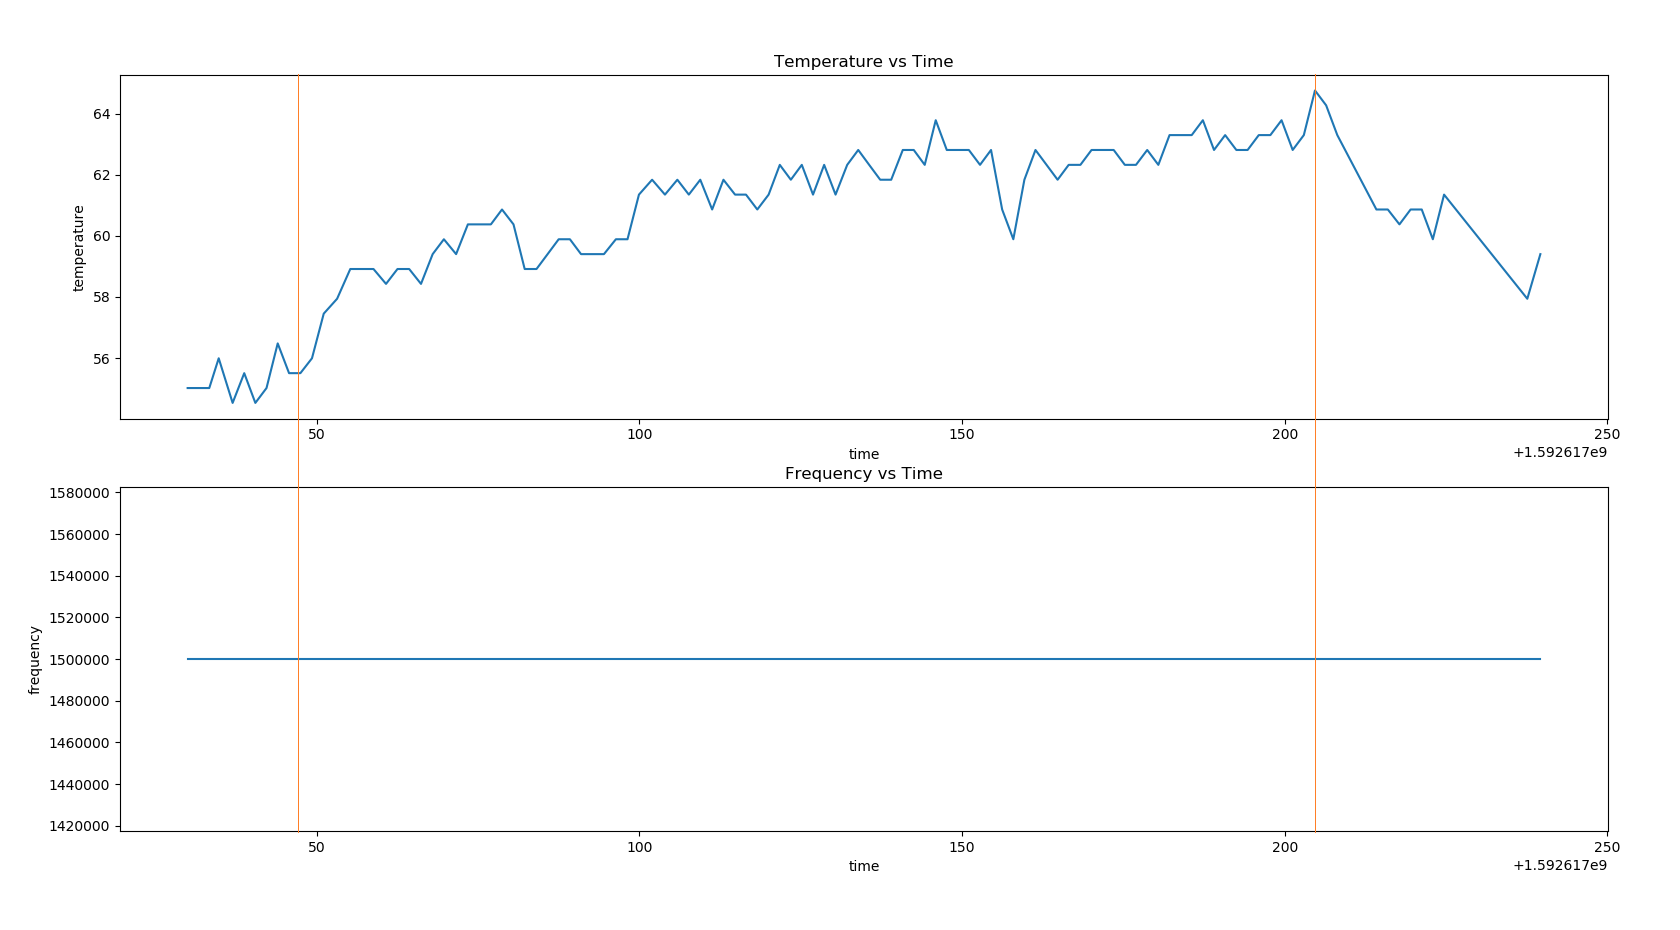 Temperature vs Time
64
62
60
58
56
temperature
50 100 150 200 250
time
+1.592617e9
Frequency vs Time
1580000
1560000
1540000
1520000
1500000
1480000
1460000
1440000
1420000
frequency
50 100 150 200 250
time
+1.592617e9